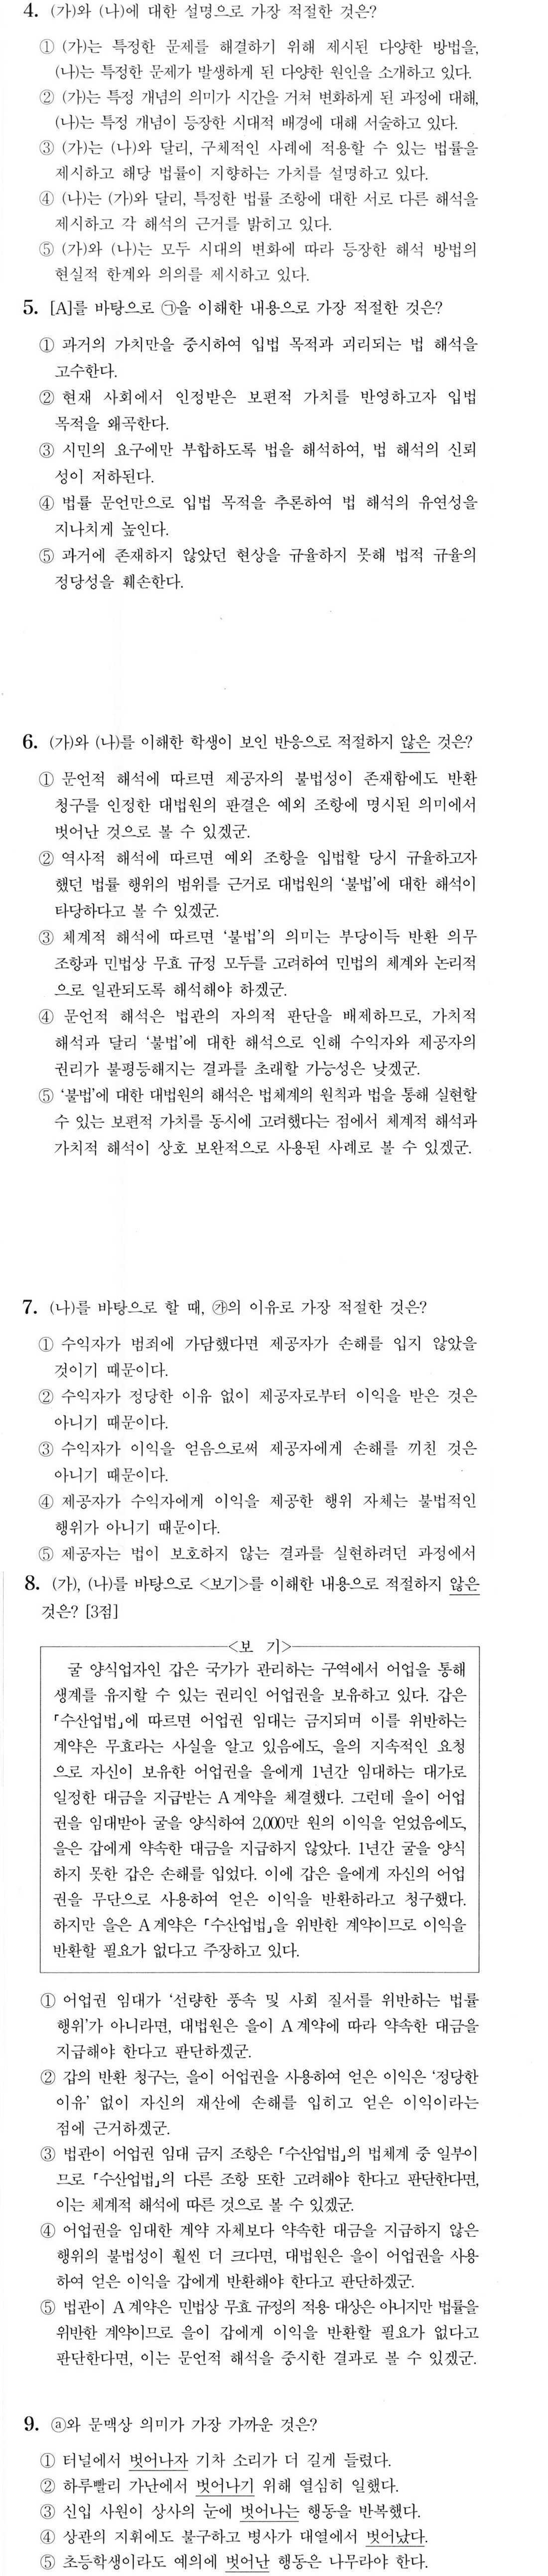 4. (가)와 (나)에 대한 설명으로 가장 적절한 것은?
① (가)는 특정한 문제를 해결하기 위해 제시된 다양한 방법을,
(나)는 특정한 문제가 발생하게 된 다양한 원인을 소개하고 있다.
② (가)는 특정 개념의 의미가 시간을 거쳐 변화하게 된 과정에 대해,
(나)는 특정 개념이 등장한 시대적 배경에 대해 서술하고 있다.
③ (가)는 (나)와 달리, 구체적인 사례에 적용할 수 있는 법률을
제시하고 해당 법률이 지향하는 가치를 설명하고 있다.
④ (나)는 (가)와 달리, 특정한 법률 조항에 대한 서로 다른 해석을
제시하고 각 해석의 근거를 밝히고 있다.
⑤ (가)와 (나)는 모두 시대의 변화에 따라 등장한 해석 방법의
현실적 한계와 의의를 제시하고 있다.
5. [A]를 바탕으로 ㉠을 이해한 내용으로 가장 적절한 것은?
① 과거의 가치만을 중시하여 입법 목적과 괴리되는 법 해석을
고수한다.
② 현재 사회에서 인정받은 보편적 가치를 반영하고자 입법
목적을 왜곡한다.
③ 시민의 요구에만 부합하도록 법을 해석하여, 법 해석의 신뢰
성이 저하된다.
④ 법률 문언만으로 입법 목적을 추론하여 법 해석의 유연성을
지나치게 높인다.
⑤ 과거에 존재하지 않았던 현상을 규율하지 못해 법적 규율의
정당성을 훼손한다.
6. (가)와 (나)를 이해한 학생이 보인 반응으로 적절하지 않은 것은?
① 문언적 해석에 따르면 제공자의 불법성이 존재함에도 반환
청구를 인정한 대법원의 판결은 예외 조항에 명시된 의미에서
벗어난 것으로 볼 수 있겠군.
② 역사적 해석에 따르면 예외 조항을 입법할 당시 규율하고자
했던 법률 행위의 범위를 근거로 대법원의 ‘불법’에 대한 해석이
타당하다고 볼 수 있겠군.
③ 체계적 해석에 따르면 ‘불법’의 의미는 부당이득 반환 의무
조항과 민법상 무효 규정 모두를 고려하여 민법의 체계와 논리적
으로 일관되도록 해석해야 하겠군.
④ 문언적 해석은 법관의 자의적 판단을 배제하므로, 가치적
해석과 달리 ‘불법’에 대한 해석으로 인해 수익자와 제공자의
권리가 불평등해지는 결과를 초래할 가능성은 낮겠군.
⑤ ‘불법’에 대한 대법원의 해석은 법체계의 원칙과 법을 통해 실현할
수 있는 보편적 가치를 동시에 고려했다는 점에서 체계적 해석과
가치적 해석이 상호 보완적으로 사용된 사례로 볼 수 있겠군.
7. (나)를 바탕으로 할 때, ㉮의 이유로 가장 적절한 것은?
① 수익자가 범죄에 가담했다면 제공자가 손해를 입지 않았을
것이기 때문이다.
② 수익자가 정당한 이유 없이 제공자로부터 이익을 받은 것은
아니기 때문이다.
③ 수익자가 이익을 얻음으로써 제공자에게 손해를 끼친 것은
아니기 때문이다.
④ 제공자가 수익자에게 이익을 제공한 행위 자체는 불법적인
행위가 아니기 때문이다.
⑤ 제공자는 법이 보호하지 않는 결과를 실현하려던 과정에서
8. (가), (나)를 바탕으로 <보기>를 이해한 내용으로 적절하지 않은
것은? [3점]
<보 기>
굴 양식업자인 갑은 국가가 관리하는 구역에서 어업을 통해
생계를 유지할 수 있는 권리인 어업권을 보유하고 있다. 갑은
「수산업법」에 따르면 어업권 임대는 금지되며 이를 위반하는
계약은 무효라는 사실을 알고 있음에도, 을의 지속적인 요청
으로 자신이 보유한 어업권을 을에게 1년간 임대하는 대가로
일정한 대금을 지급받는 A 계약을 체결했다. 그런데 을이 어업
권을 임대받아 굴을 양식하여 2,000만 원의 이익을 얻었음에도,
을은 갑에게 약속한 대금을 지급하지 않았다. 1년간 굴을 양식
하지 못한 갑은 손해를 입었다. 이에 갑은 을에게 자신의 어업
권을 무단으로 사용하여 얻은 이익을 반환하라고 청구했다.
하지만 을은 A 계약은 「수산업법」을 위반한 계약이므로 이익을
반환할 필요가 없다고 주장하고 있다.
① 어업권 임대가 ‘선량한 풍속 및 사회 질서를 위반하는 법률
행위’가 아니라면, 대법원은 을이 A 계약에 따라 약속한 대금을
지급해야 한다고 판단하겠군.
② 갑의 반환 청구는, 을이 어업권을 사용하여 얻은 이익은 ‘정당한
이유’ 없이 자신의 재산에 손해를 입히고 얻은 이익이라는
점에 근거하겠군.
③ 법관이 어업권 임대 금지 조항은 「수산업법」의 법체계 중 일부이
므로 「수산업법」의 다른 조항 또한 고려해야 한다고 판단한다면,
이는 체계적 해석에 따른 것으로 볼 수 있겠군.
④ 어업권을 임대한 계약 자체보다 약속한 대금을 지급하지 않은
행위의 불법성이 훨씬 더 크다면, 대법원은 을이 어업권을 사용
하여 얻은 이익을 갑에게 반환해야 한다고 판단하겠군.
⑤ 법관이 A 계약은 민법상 무효 규정의 적용 대상은 아니지만 법률을
위반한 계약이므로 을이 갑에게 이익을 반환할 필요가 없다고
판단한다면, 이는 문언적 해석을 중시한 결과로 볼 수 있겠군.
9. ⓐ와 문맥상 의미가 가장 가까운 것은?
① 터널에서 벗어나자 기차 소리가 더 길게 들렸다.
② 하루빨리 가난에서 벗어나기 위해 열심히 일했다.
③ 신입 사원이 상사의 눈에 벗어나는 행동을 반복했다.
④ 상관의 지휘에도 불구하고 병사가 대열에서 벗어났다.
⑤ 초등학생이라도 예의에 벗어난 행동은 나무라야 한다.